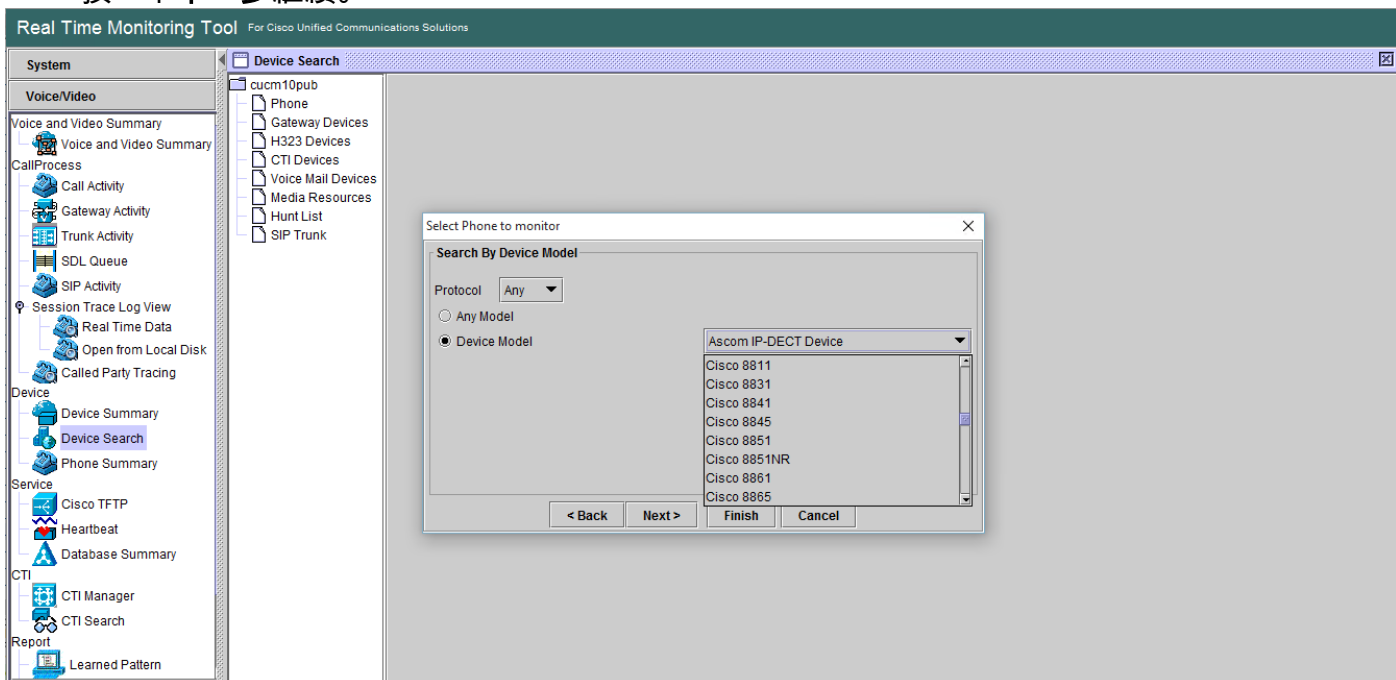 Real Time Monitoring Tool For Cisco Unified Communications Solutions
System
Voice/Video
Voice and Video Summary
Voice and Video Summary
CallProcess
Call Activity
Gateway Activity
Trunk Activity
SDL Queue
SIP Activity
Session Trace Log View
Real Time Data
Open from Local Disk
Called Party Tracing
Device
Device Summary
Device Search
Phone Summary
Service
Cisco TFTP
Heartbeat
Database Summary
CTI
CTI Manager
CTI Search
Report
Learned Pattern
Device Search
cucm10pub
Phone
Gateway Devices
H323 Devices
CTI Devices
Voice Mail Devices
Media Resources
Hunt List
SIP Trunk
Select Phone to monitor
Search By Device Model
Protocol Any
Any Model
Device Model
Ascom IP-DECT Device
Cisco 8811
Cisco 8831
Cisco 8841
Cisco 8845
Cisco 8851
Cisco 8851NR
Cisco 8861
Cisco 8865
< Back Next > Finish Cancel